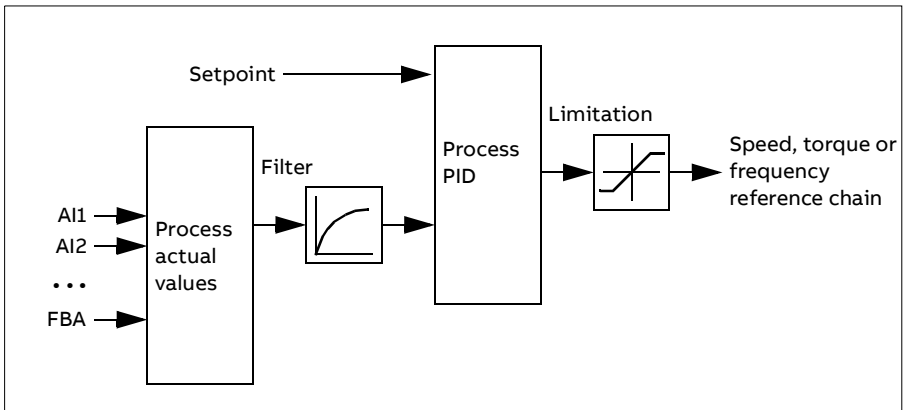 Setpoint
Limitation
Speed, torque or
frequency
reference chain
Process
PID
Filter
AI1
AI2
...
FBA
Process
actual
values